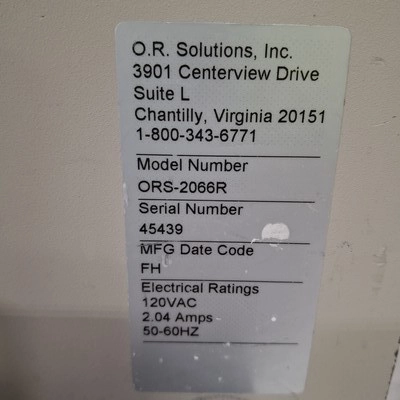 O.R. Solutions, Inc.
3901 Centerview Drive
Suite L
Chantilly, Virginia 20151
1-800-343-6771
Model Number
ORS-2066R
Serial Number
45439
MFG Date Code
FH
Electrical Ratings
120VAC
2.04 Amps
50-60HZ